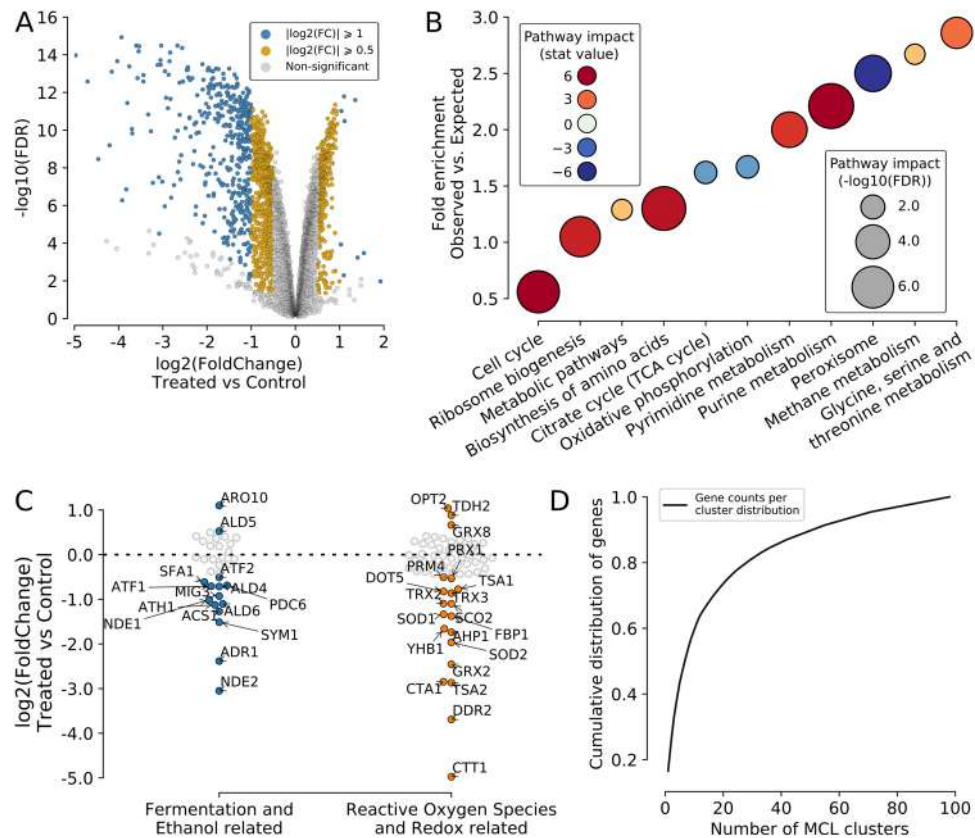 A
16
14
12
10
8
6
4
2
0
-log10(FDR)
|log2(FC)| ⩾ 1
|log2(FC)| ⩾ 0.5
Non-significant
-5 -4 -3 -2 -1 0 1 2
log2(FoldChange)
Treated vs Control
B
3.0
2.5
2.0
1.5
1.0
0.5
Fold enrichment
Observed vs. Expected
Pathway impact
(stat value)
6
3
0
−3
−6
Pathway impact
(-log10(FDR))
2.0
4.0
6.0
Cell cycle
Ribosome biogenesis
Metabolic pathways
Biosynthesis of amino acids
Citrate cycle (TCA cycle)
Oxidative phosphorylation
Pyrimidine metabolism
Purine metabolism
Peroxisome
Methane metabolism
Glycine, serine and
threonine metabolism
C
1.0
0.0
-1.0
-2.0
-3.0
-4.0
-5.0
log2(FoldChange)
Treated vs Control
ARO10
ALD5
ATF2
SFA1
ATF1
MIG3
ALD4
PDC6
ATH1
ACS1
ALD6
NDE1
SYM1
ADR1
NDE2
OPT2
TDH2
GRX8
PRX1
PRM4
DOT5
TSA1
TRX2
TRX3
SOD1
SCO2
FBP1
AHP1
YHB1
SOD2
GRX2
CTA1
TSA2
DDR2
CTT1
Fermentation and
Ethanol related
Reactive Oxygen Species
and Redox related
D
1.0
0.8
0.6
0.4
0.2
Cumulative distribution of genes
Gene counts per
cluster distribution
0 20 40 60 80 100
Number of MCL clusters